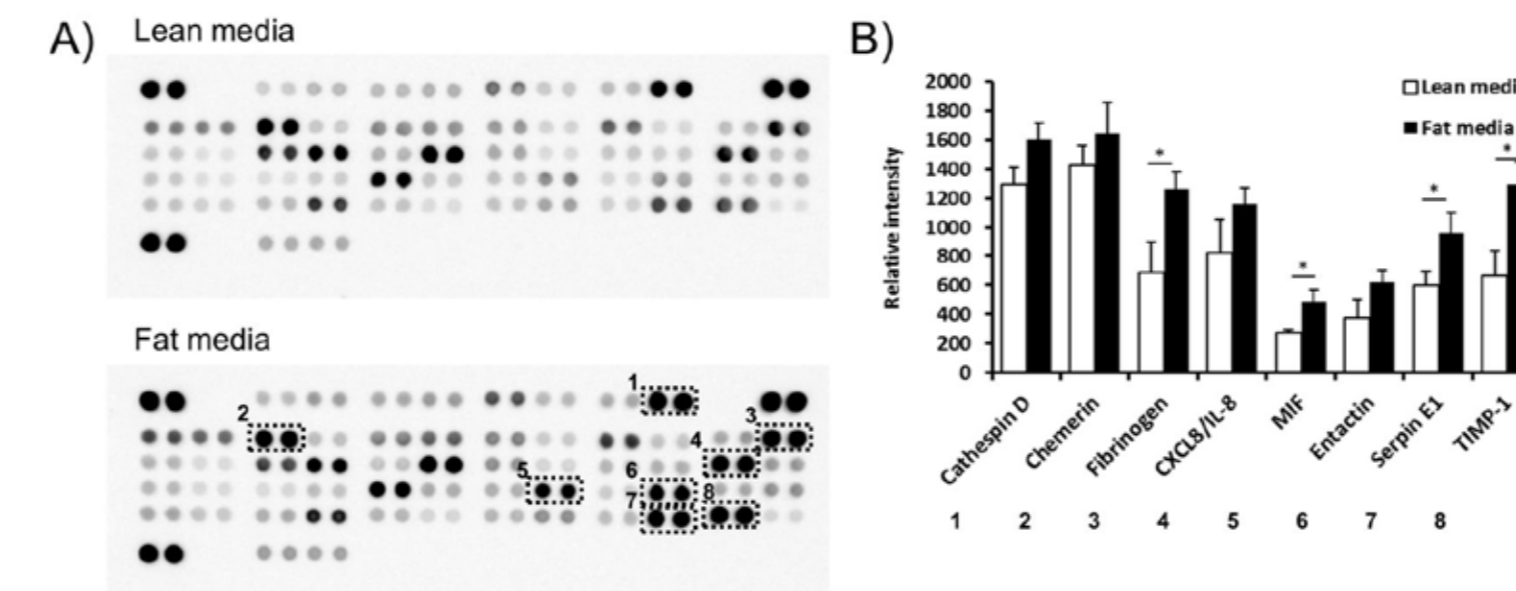 A)
Lean media
Fat media
1
2
3
4
5
6
7
8
B)
Relative intensity
2000
1800
1600
1400
1200
1000
800
600
400
200
0
Lean medi
Fat media
*
*
*
*
Cathespin D
Chemerin
Fibrinogen
CXCL8/IL-8
MIF
Entactin
Serpin E1
TIMP-1
1 2 3 4 5 6 7 8